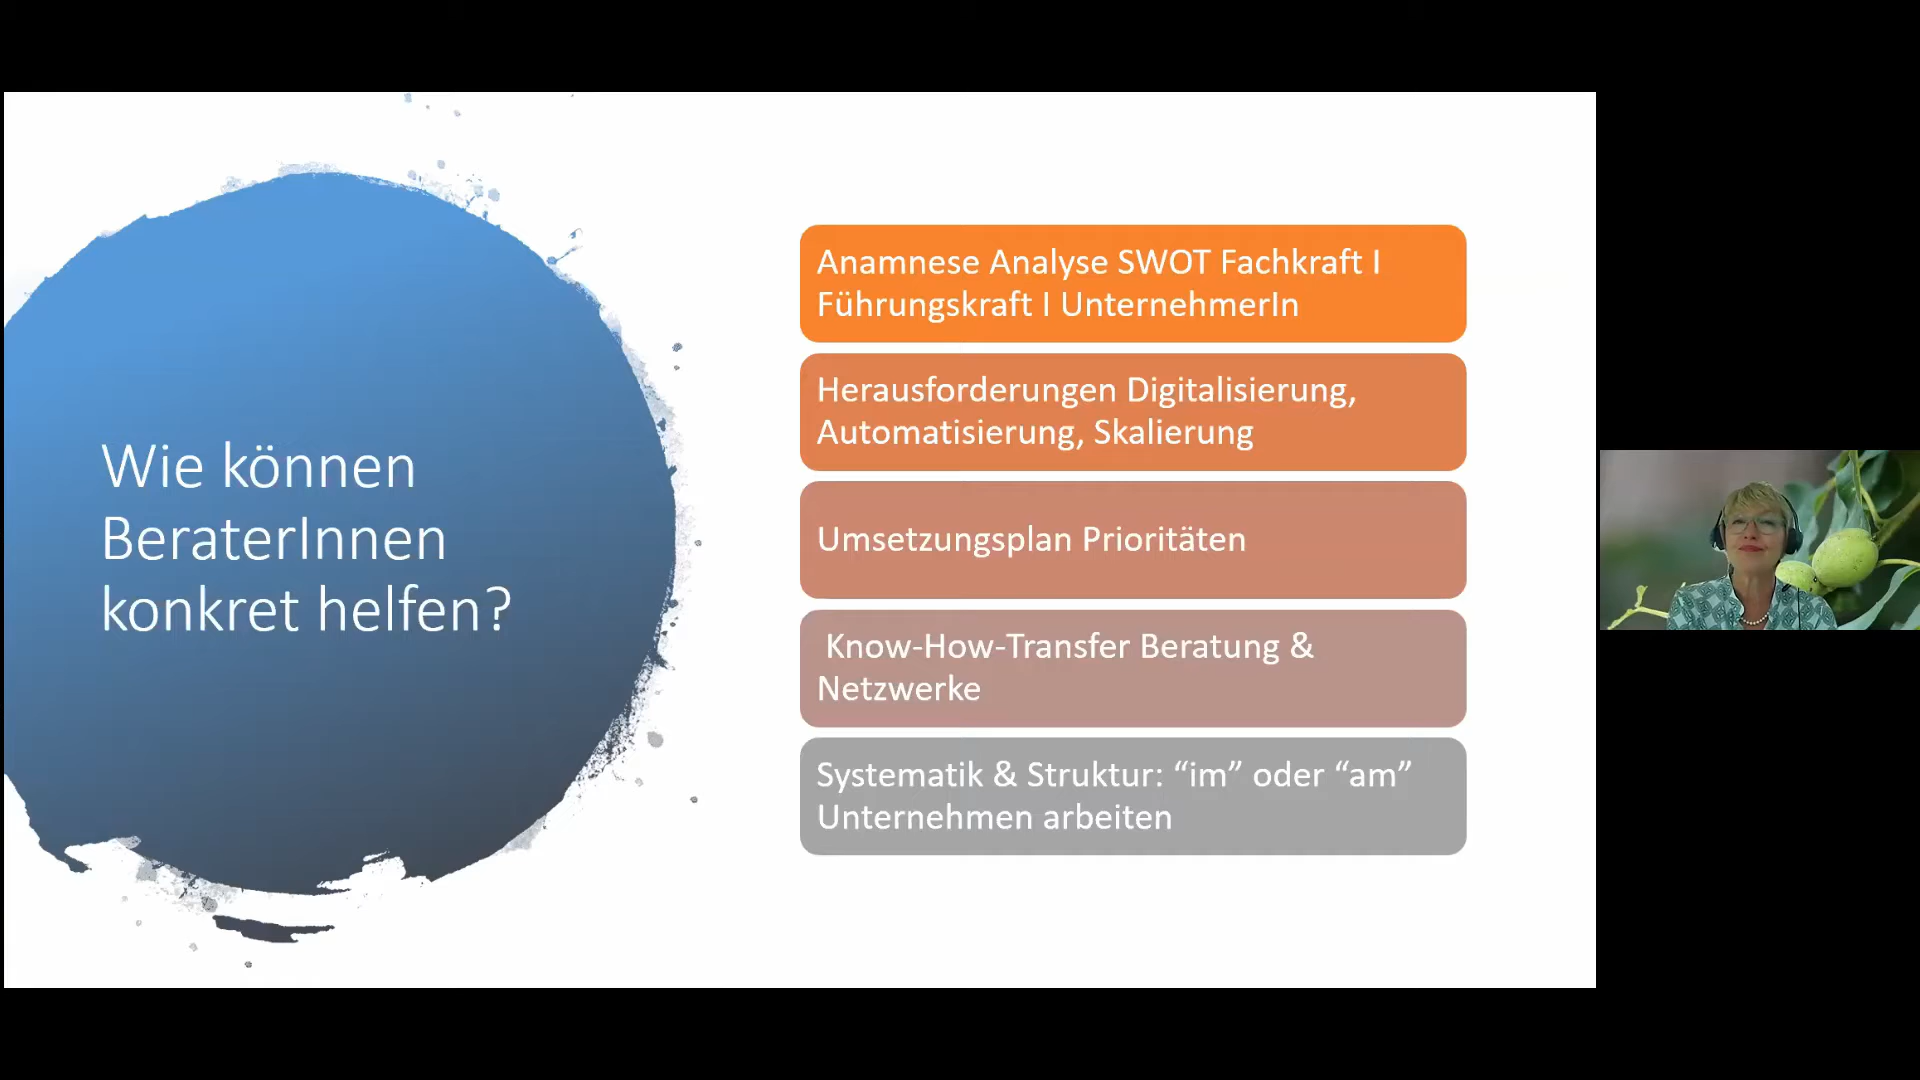 Wie können
BeraterInnen
konkret helfen?
Anamnese Analyse SWOT Fachkraft I
Führungskraft I UnternehmerIn
Herausforderungen Digitalisierung,
Automatisierung, Skalierung
Umsetzungsplan Prioritäten
Know-How-Transfer Beratung &
Netzwerke
Systematik & Struktur: “im” oder “am”
Unternehmen arbeiten